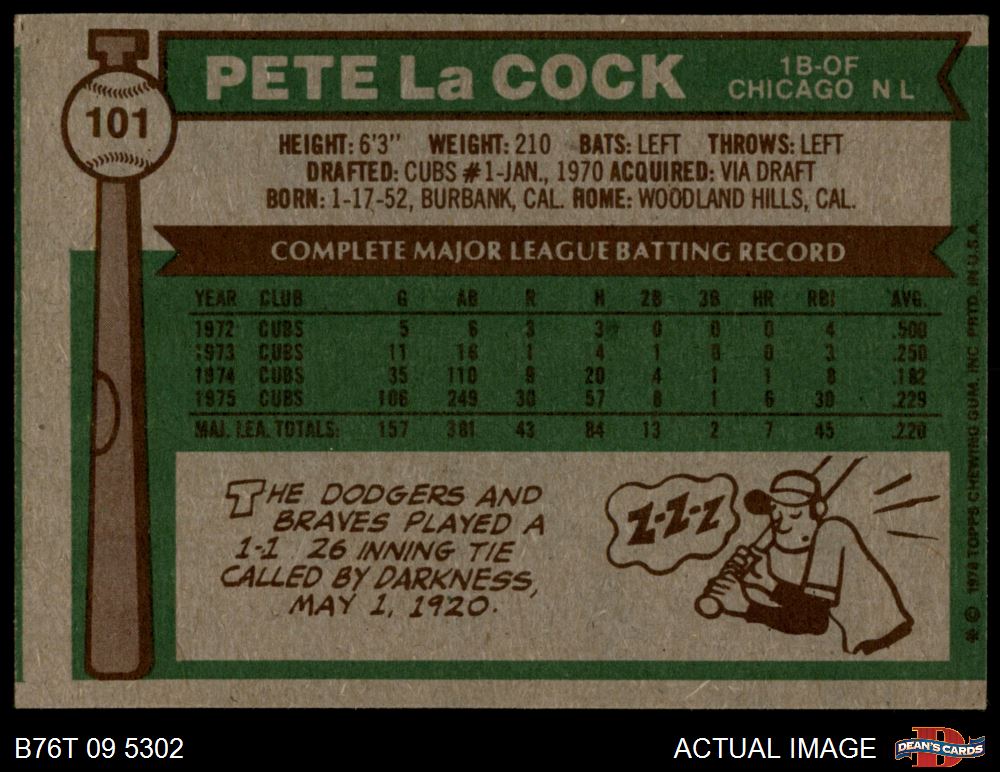 101
PETE La COCK
1B-OF
CHICAGO N L
HEIGHT: 6'3" WEIGHT: 210 BATS: LEFT THROWS: LEFT
DRAFTED: CUBS #1-JAN., 1970 ACQUIRED: VIA DRAFT
BORN: 1-17-52, BURBANK, CAL. HOME: WOODLAND HILLS, CAL.
COMPLETE MAJOR LEAGUE BATTING RECORD
YEAR CLUB G AB R H 2B 3B HR RBI AVG.
1972 CUBS 5 6 3 3 0 0 0 4 .500
1973 CUBS 11 16 1 4 1 0 0 3 .250
1974 CUBS 35 110 9 20 4 1 1 8 .182
1975 CUBS 106 249 30 57 8 1 6 30 .229
MAJ. LEA. TOTALS: 157 381 43 84 13 2 7 45 .220
THE DODGERS AND
BRAVES PLAYED A
1-1 26 INNING TIE
CALLED BY DARKNESS,
MAY 1, 1920.
Z-Z-Z
* © 1976 TOPPS CHEWING GUM, INC. PRTD. IN U.S.A.
B76T 09 5302
ACTUAL IMAGE
D
DEAN'S CARDS